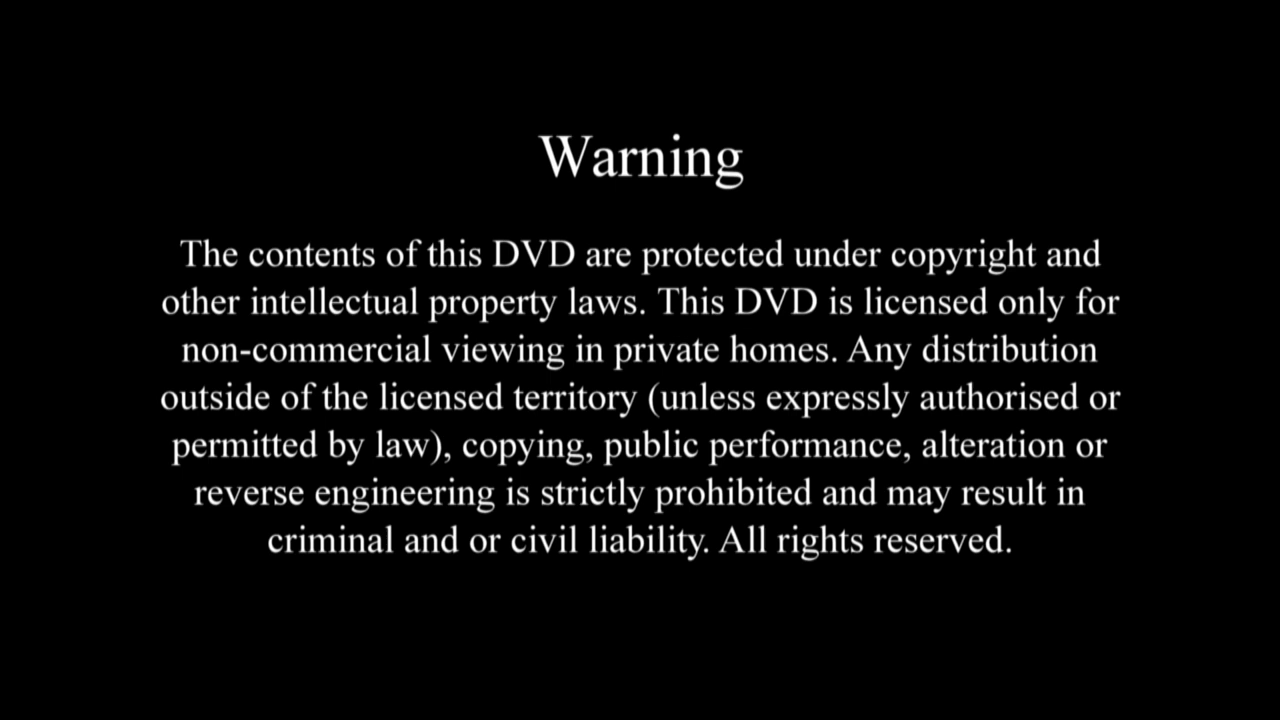 Warning
The contents of this DVD are protected under copyright and
other intellectual property laws. This DVD is licensed only for
non-commercial viewing in private homes. Any distribution
outside of the licensed territory (unless expressly authorised or
permitted by law), copying, public performance, alteration or
reverse engineering is strictly prohibited and may result in
criminal and or civil liability. All rights reserved.